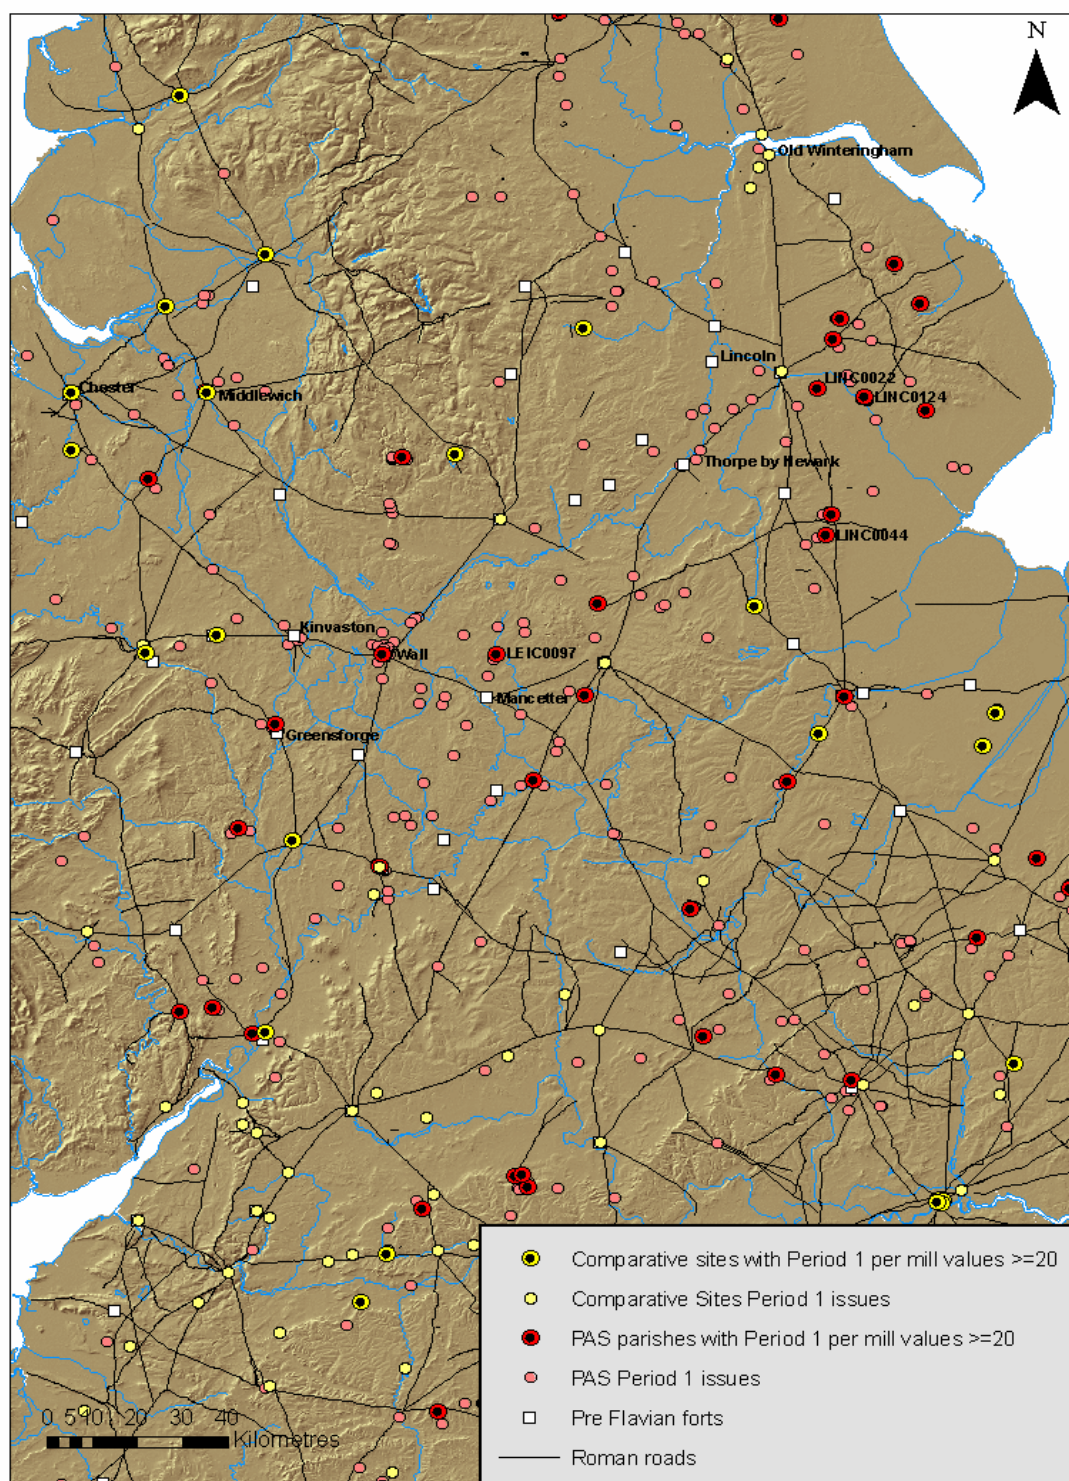 N
Old Winteringham
Lincoln
LINC0022
LINC0124
Chester
Middlewich
Thorpe by Newark
LINC0044
Kinvaston
Wall
LEIC0097
Mancetter
Greensforge
Comparative sites with Period 1 per mill values >=20
Comparative Sites Period 1 issues
PAS parishes with Period 1 per mill values >=20
PAS Period 1 issues
Pre Flavian forts
Roman roads
0 5 10 20 30 40
Kilometres